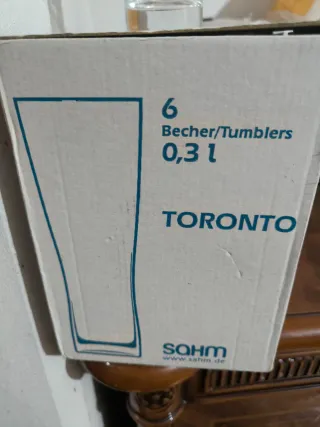 6
Becher/Tumblers
0,3 l
TORONTO
sahm
www.sahm.de